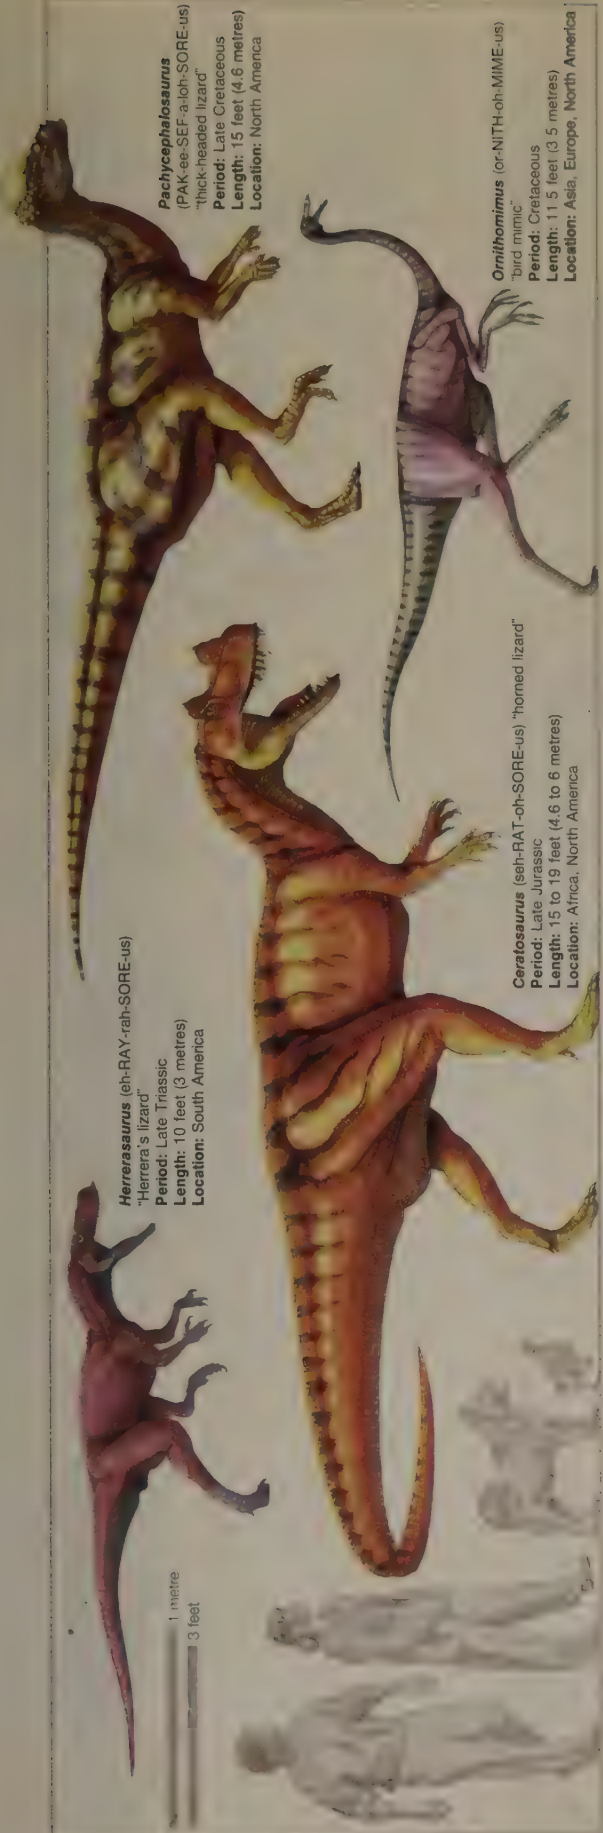 Herrerasaurus (eh-RAY-rah-SORE-us)
"Herrera's lizard"
Period: Late Triassic
Length: 10 feet (3 metres)
Location: South America
1 metre
3 feet
Pachycephalosaurus
(PAK-ee-SEF-a-loh-SORE-us)
"thick-headed lizard"
Period: Late Cretaceous
Length: 15 feet (4.6 metres)
Location: North America
Ceratosaurus (seh-RAT-oh-SORE-us) "horned lizard"
Period: Late Jurassic
Length: 15 to 19 feet (4.6 to 6 metres)
Location: Africa, North America
Ornithomimus (or-NITH-oh-MIME-us)
"bird mimic"
Period: Cretaceous
Length: 11.5 feet (3.5 metres)
Location: Asia, Europe, North America